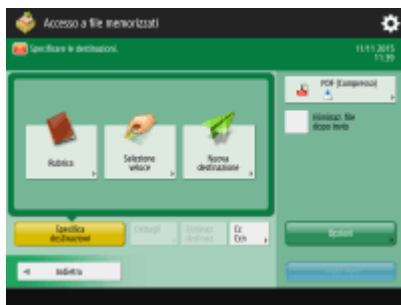 Accesso a file memorizzati
Specificare le destinazioni.
11/11 2015
11:39
PDF (Compresso)
Eliminaz. file
dopo invio
Rubrica
Selezione
veloce
Nuova
destinazione
Specifica
destinazioni
Dettagli
Eliminaz.
destinaz.
Cc
Ccn
Opzioni
Indietro